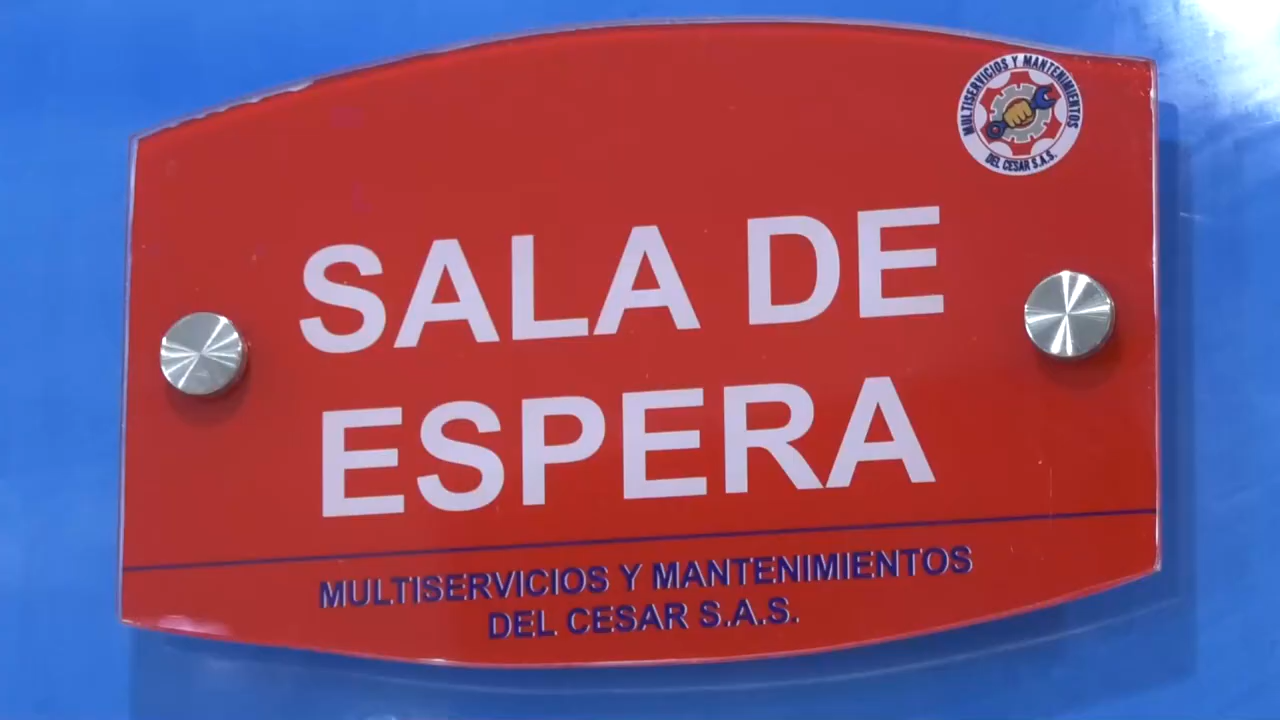 MULTISERVICIOS Y MANTENIMIENTOS
DEL CESAR S.A.S.
SALA DE
ESPERA
MULTISERVICIOS Y MANTENIMIENTOS
DEL CESAR S.A.S.